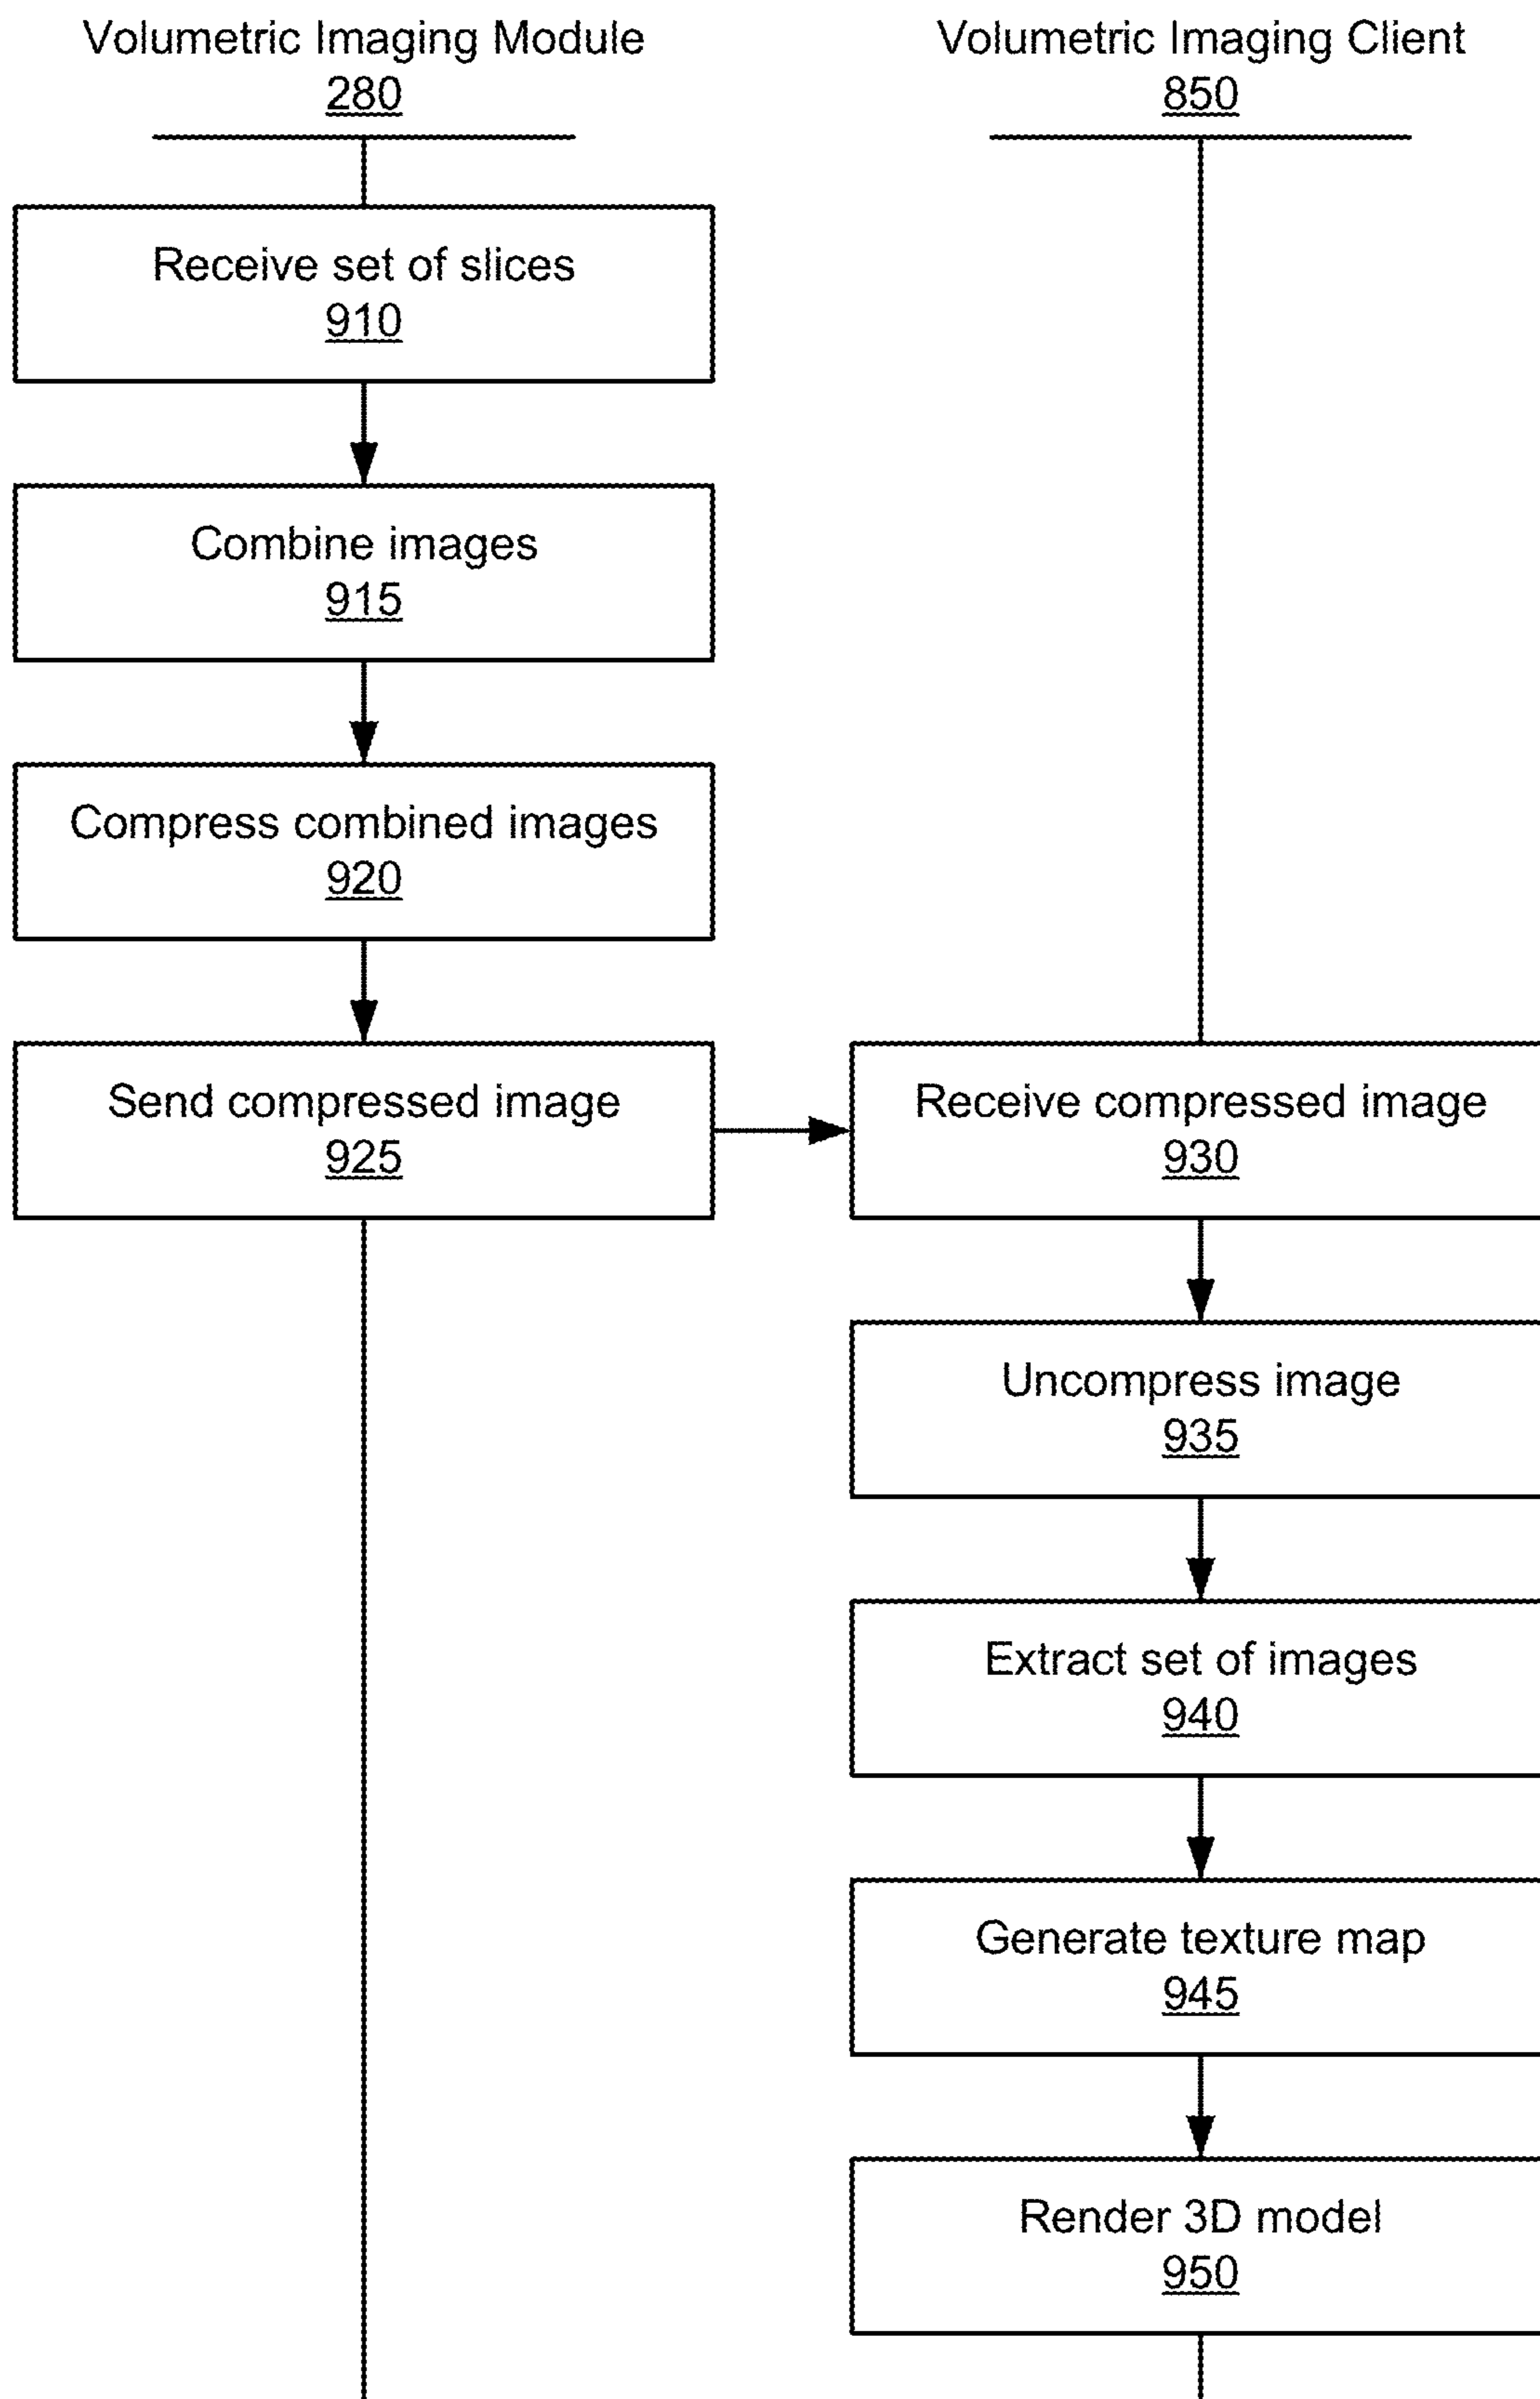 Volumetric Imaging Module
280
Volumetric Imaging Client
850
Receive set of slices
910
Combine images
915
Compress combined images
920
Send compressed image
925
Receive compressed image
930
Uncompress image
935
Extract set of images
940
Generate texture map
945
Render 3D model
950